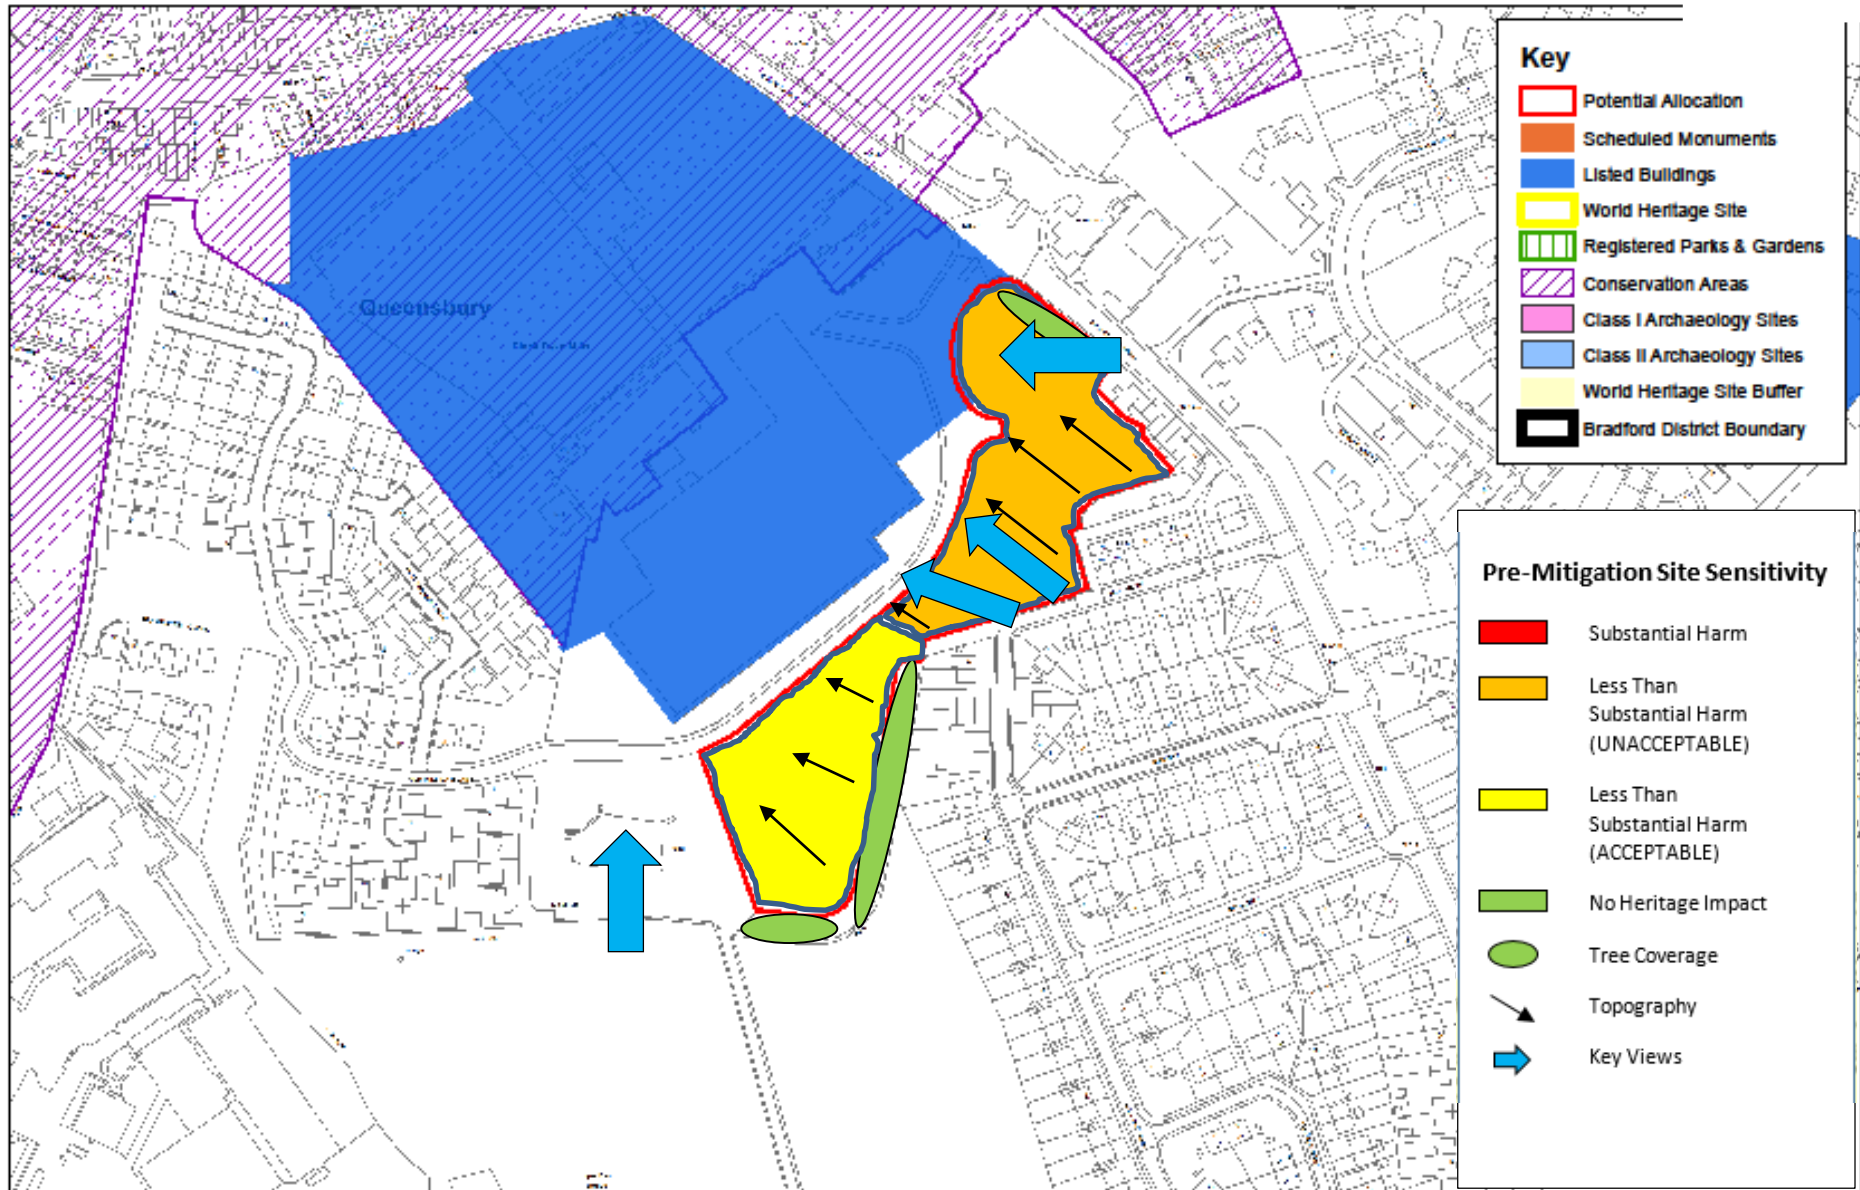 Key
Potential Allocation
Scheduled Monuments
Listed Buildings
World Heritage Site
Registered Parks & Gardens
Conservation Areas
Class I Archaeology Sites
Class II Archaeology Sites
World Heritage Site Buffer
Bradford District Boundary
Queensbury
Pre-Mitigation Site Sensitivity
Substantial Harm
Less Than
Substantial Harm
(UNACCEPTABLE)
Less Than
Substantial Harm
(ACCEPTABLE)
No Heritage Impact
Tree Coverage
Topography
Key Views